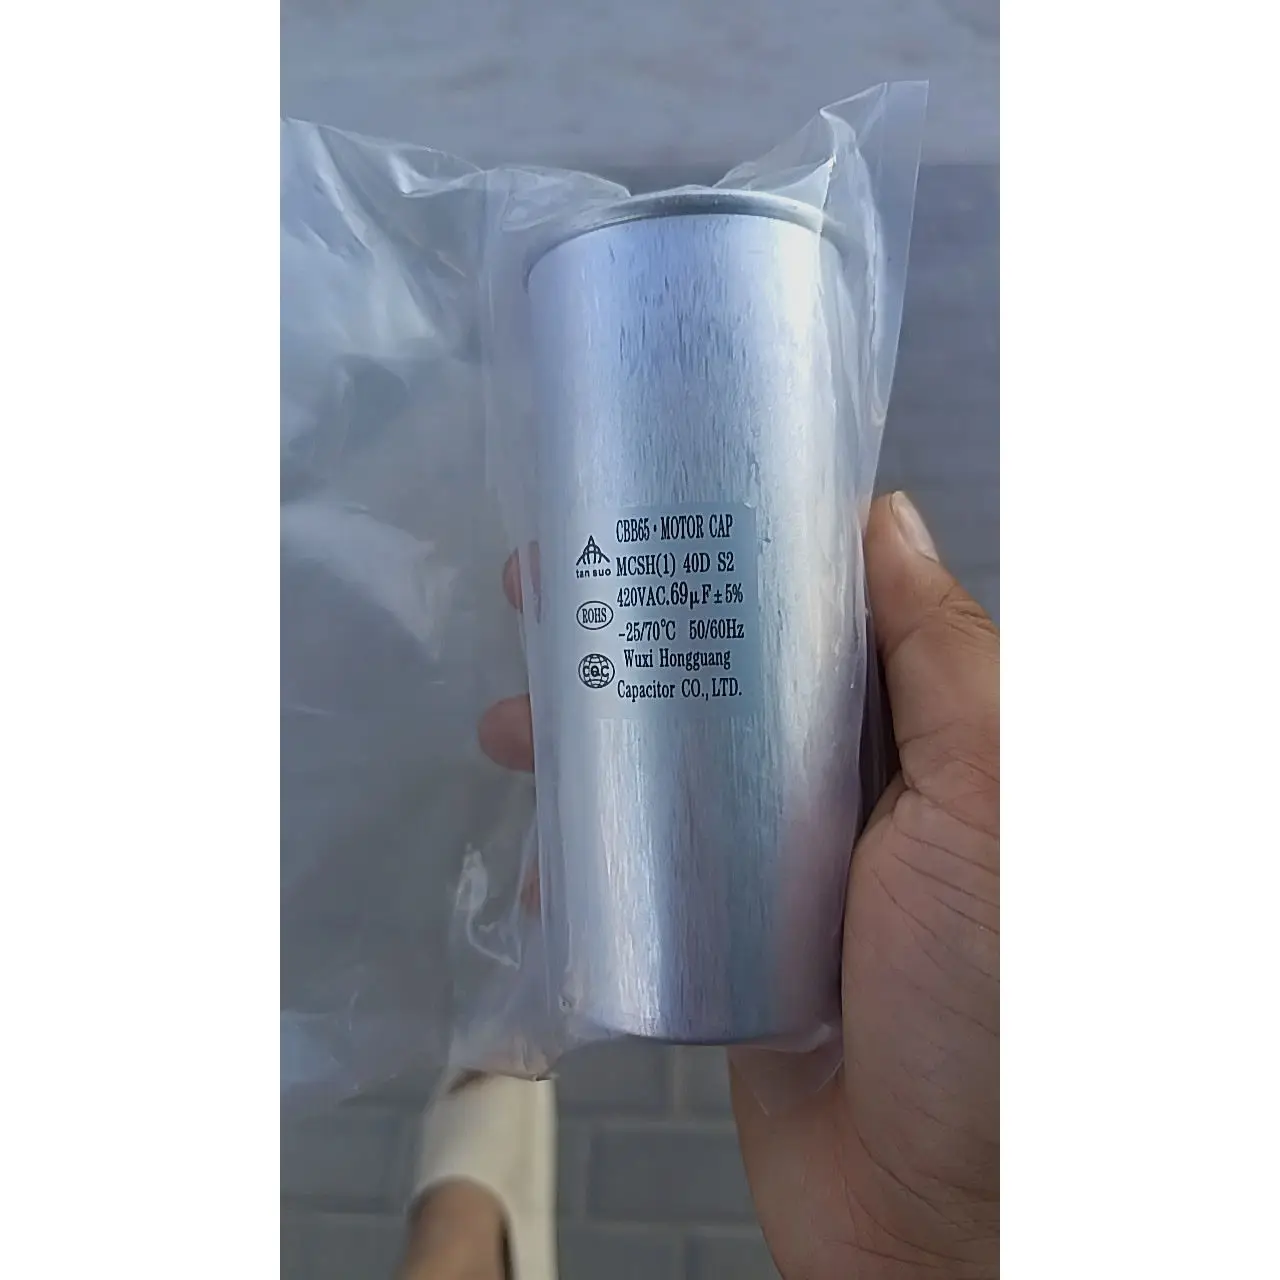 CBB65 • MOTOR CAP
MCSH(1) 40D S2
tan suo
420VAC.69μF±5%
ROHS
-25/70℃ 50/60Hz
Wuxi Hongguang
CQC
Capacitor CO.,LTD.